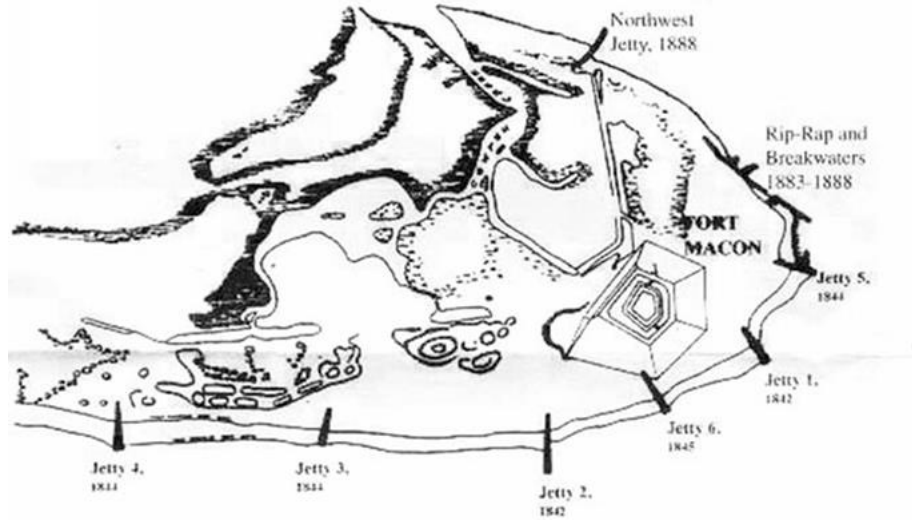 Northwest
Jetty, 1888
Rip-Rap and
Breakwaters
1883-1888
FORT
MACON
Jetty 5,
1844
Jetty 1,
1842
Jetty 6,
1845
Jetty 4,
1844
Jetty 3,
1844
Jetty 2,
1842